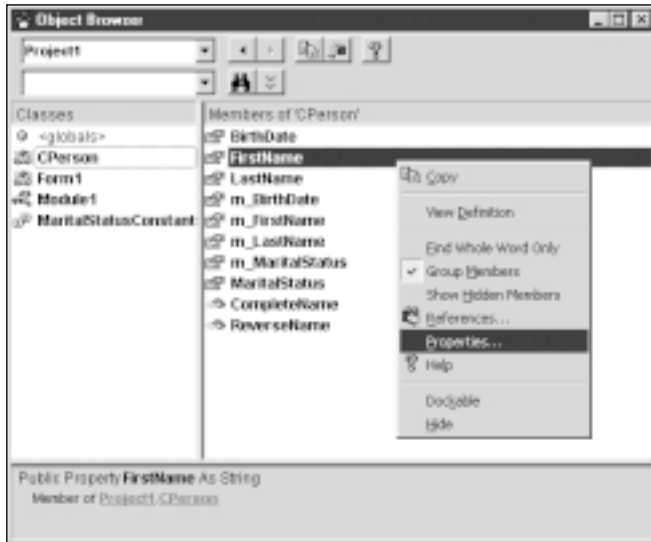 Object Browser
Project1
Classes
<globals>
CPerson
Form1
Module1
MaritalStatusConstant
Members of 'CPerson'
BirthDate
FirstName
LastName
m_BirthDate
m_FirstName
m_LastName
m_MaritalStatus
MaritalStatus
CompleteName
ReverseName
Copy
View Definition
Find Whole Word Only
Group Members
Show Hidden Members
References...
Properties...
Help
Dockable
Hide
Public Property FirstName As String
Member of Project1.CPerson